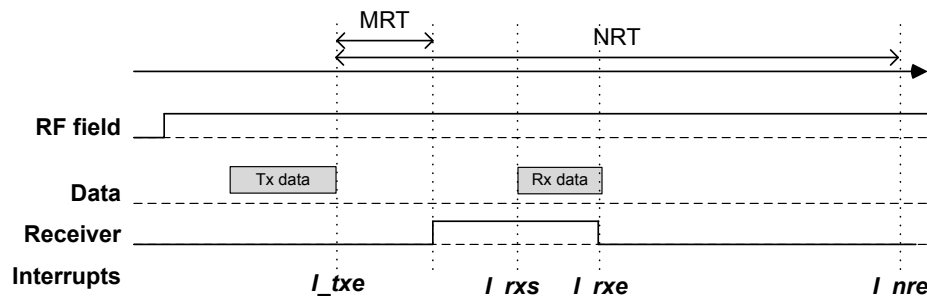 MRT
NRT
RF field
Tx data
Rx data
Data
Receiver
Interrupts
I_txe
I_rxs
I_rxe
I_nre